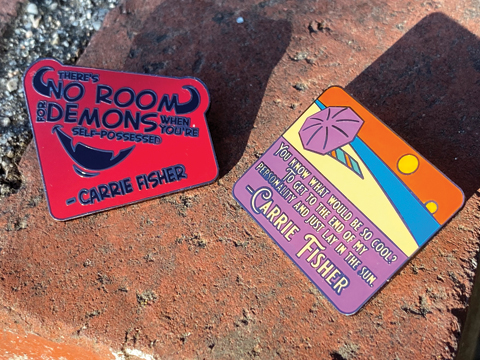 THERE'S
NO ROOM
FOR DEMONS WHEN
YOU'RE
SELF-POSSESSED
- CARRIE FISHER
YOU KNOW WHAT WOULD BE SO COOL?
TO GET TO THE END OF MY
PERSONALITY AND JUST LAY IN THE SUN.
-CARRIE FISHER